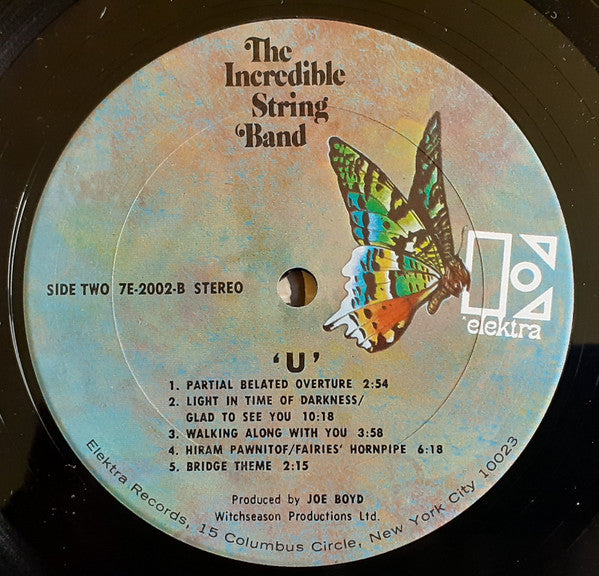 The
Incredible
String
Band
elektra
SIDE TWO 7E-2002-B STEREO
'U'
1. PARTIAL BELATED OVERTURE 2:54
2. LIGHT IN TIME OF DARKNESS/
GLAD TO SEE YOU 10:18
3. WALKING ALONG WITH YOU 3:58
4. HIRAM PAWNITOF/FAIRIES' HORNPIPE 6:18
5. BRIDGE THEME 2:15
Produced by JOE BOYD
Witchseason Productions Ltd.
Elektra Records, 15 Columbus Circle, New York City 10023